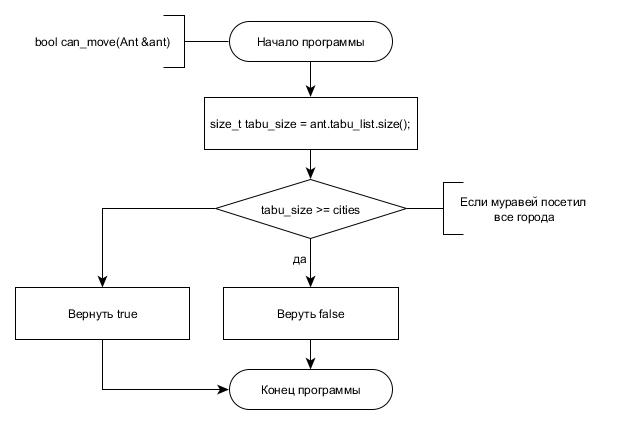 bool can_move(Ant &ant)
Начало программы
size_t tabu_size = ant.tabu_list.size();
tabu_size >= cities
Если муравей посетил
все города
да
Вернуть true
Веруть false
Конец программы